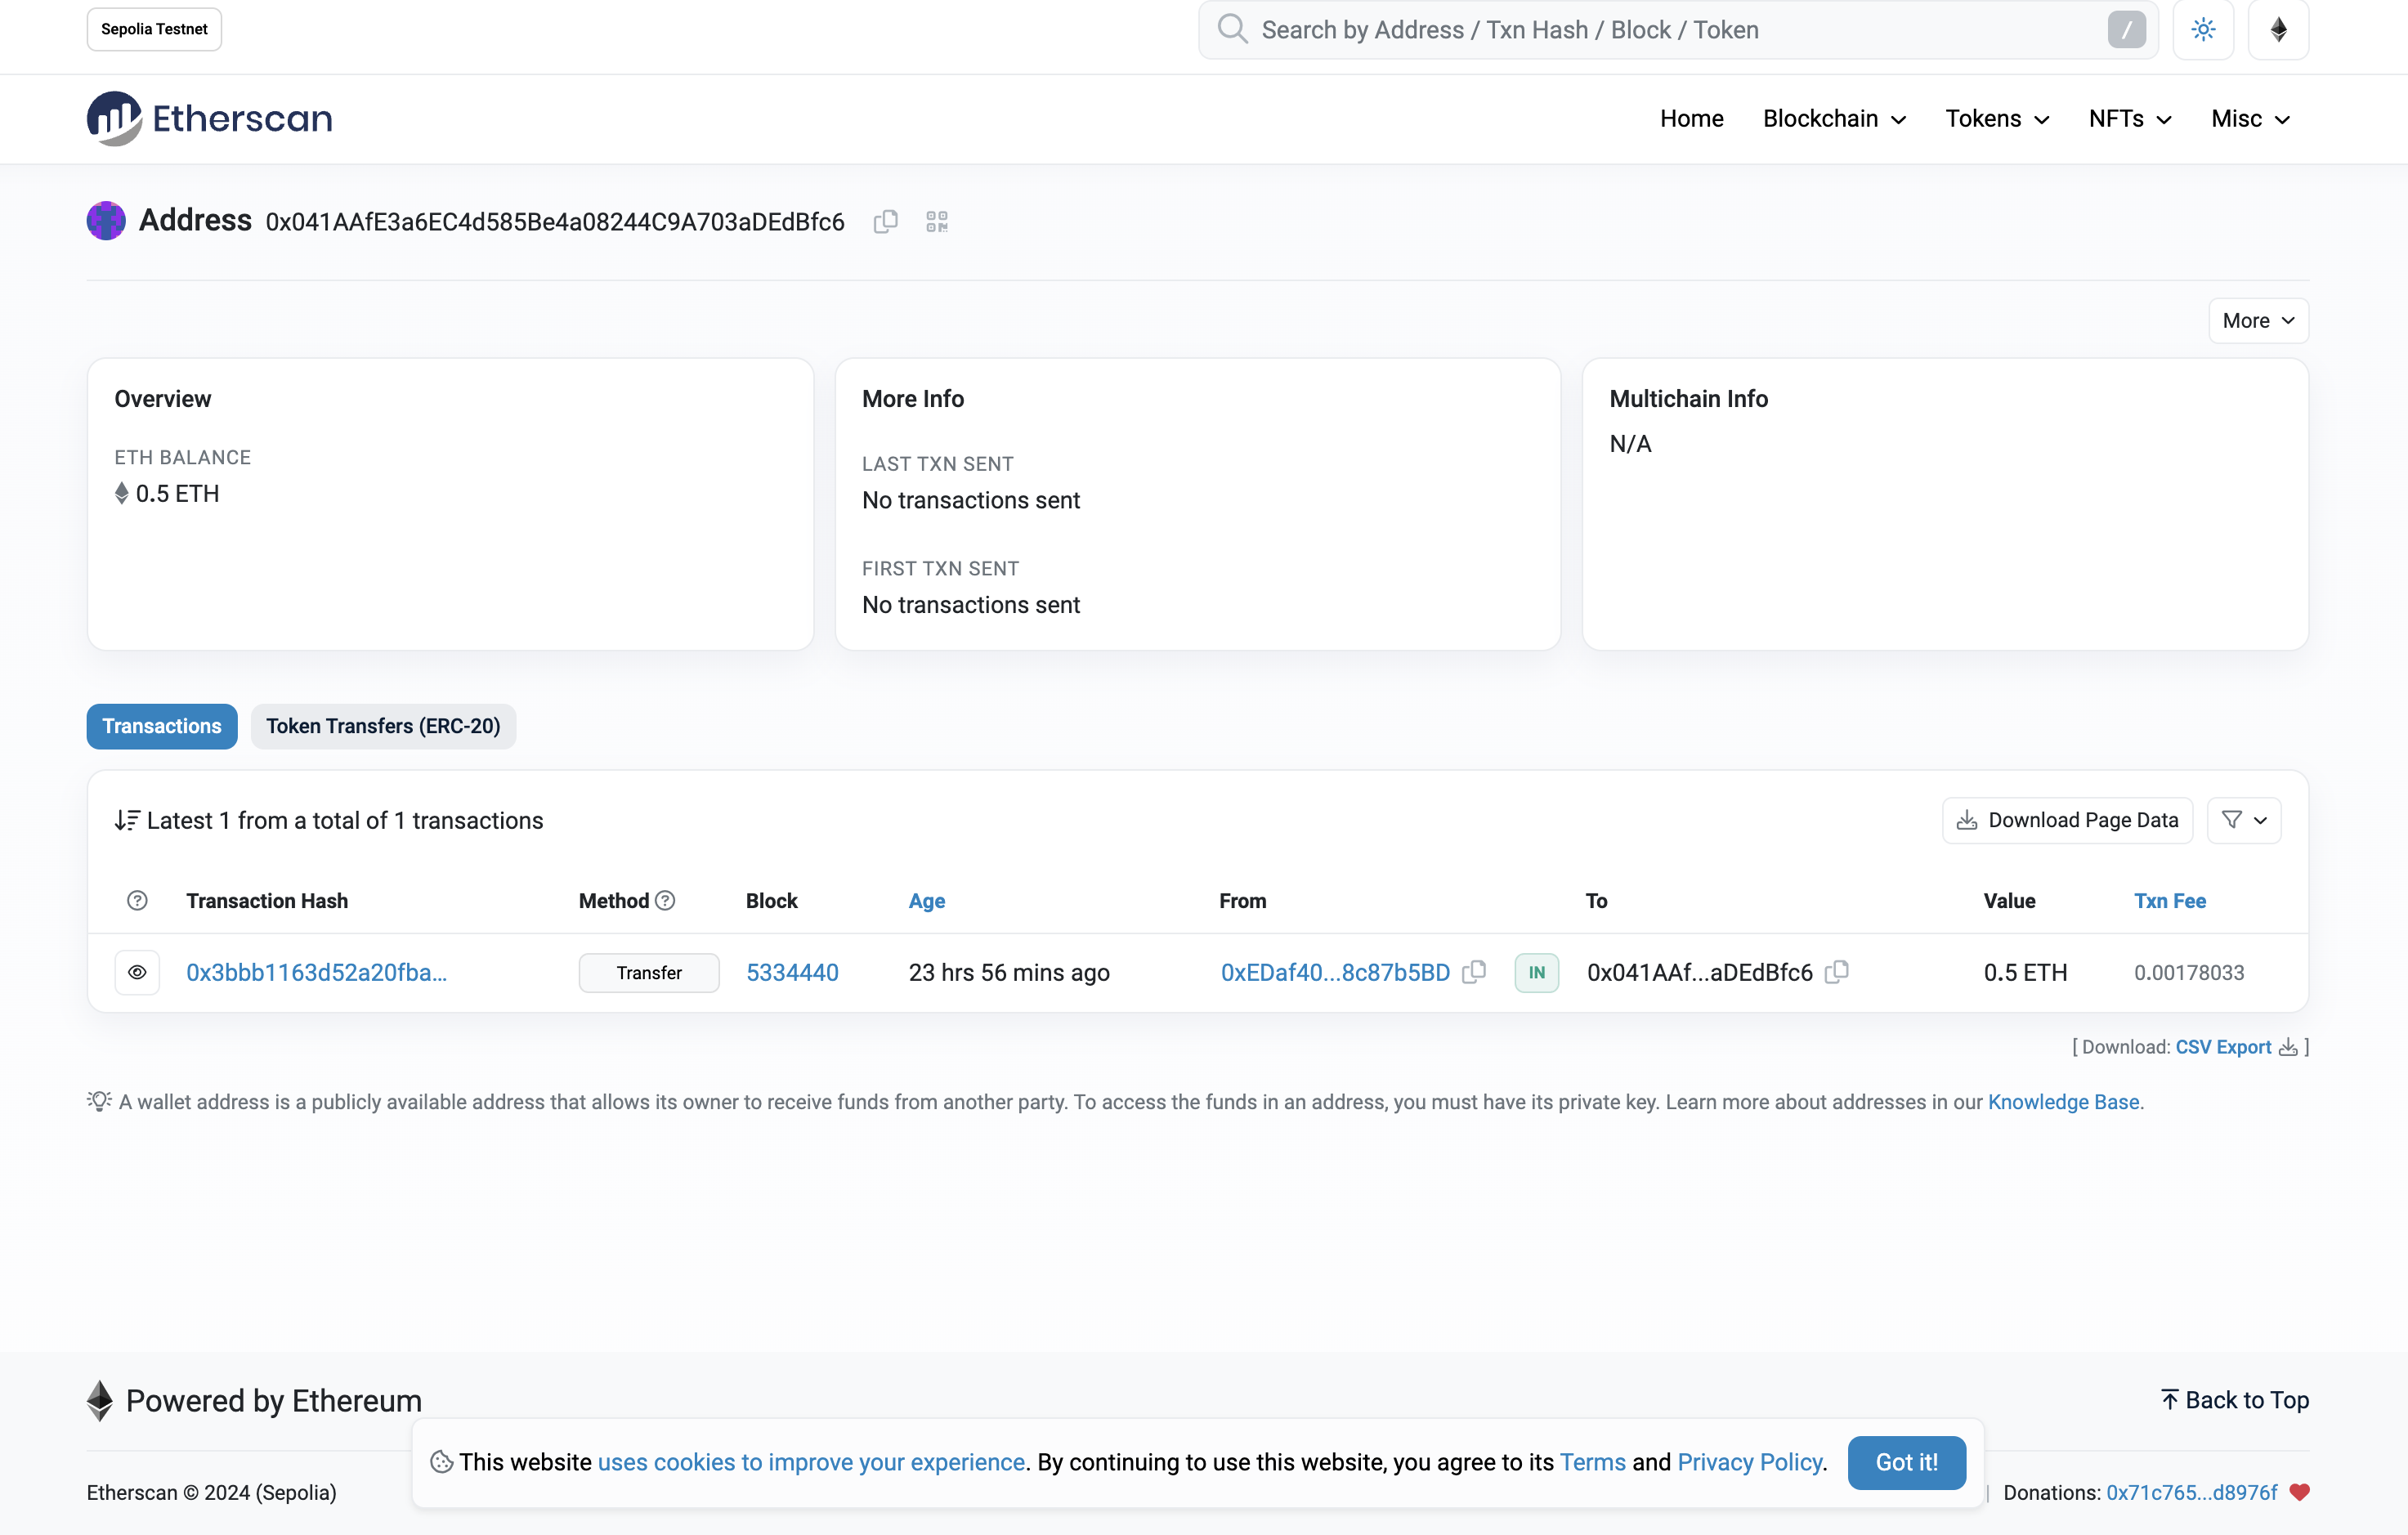 Sepolia Testnet
Search by Address / Txn Hash / Block / Token
/
Etherscan
Home Blockchain Tokens NFTs Misc
Address 0x041AAfE3a6EC4d585Be4a08244C9A703aDEdBfc6
More
Overview
ETH BALANCE
0.5 ETH
More Info
LAST TXN SENT
No transactions sent
FIRST TXN SENT
No transactions sent
Multichain Info
N/A
Transactions Token Transfers (ERC-20)
Latest 1 from a total of 1 transactions
Download Page Data
Transaction Hash Method Block Age From To Value Txn Fee
0x3bbb1163d52a20fba... Transfer 5334440 23 hrs 56 mins ago 0xEDaf40...8c87b5BD IN 0x041AAf...aDEdBfc6 0.5 ETH 0.00178033
[ Download: CSV Export ]
A wallet address is a publicly available address that allows its owner to receive funds from another party. To access the funds in an address, you must have its private key. Learn more about addresses in our Knowledge Base.
Powered by Ethereum
Back to Top
This website uses cookies to improve your experience. By continuing to use this website, you agree to its Terms and Privacy Policy.
Got it!
Etherscan © 2024 (Sepolia)
| Donations: 0x71c765...d8976f